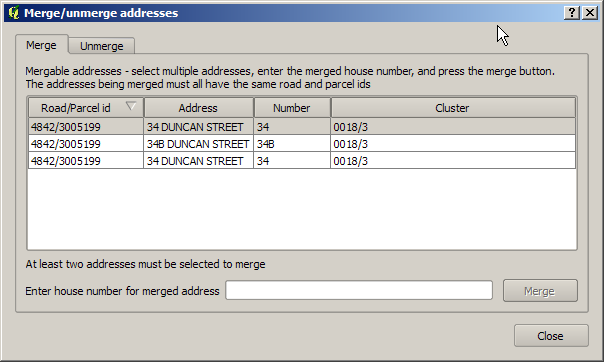 Merge/unmerge addresses
Merge Unmerge
Mergable addresses - select multiple addresses, enter the merged house number, and press the merge button.
The addresses being merged must all have the same road and parcel ids
Road/Parcel id Address Number Cluster
4842/3005199 34 DUNCAN STREET 34 0018/3
4842/3005199 34B DUNCAN STREET 34B 0018/3
4842/3005199 34 DUNCAN STREET 34 0018/3
At least two addresses must be selected to merge
Enter house number for merged address Merge
Close